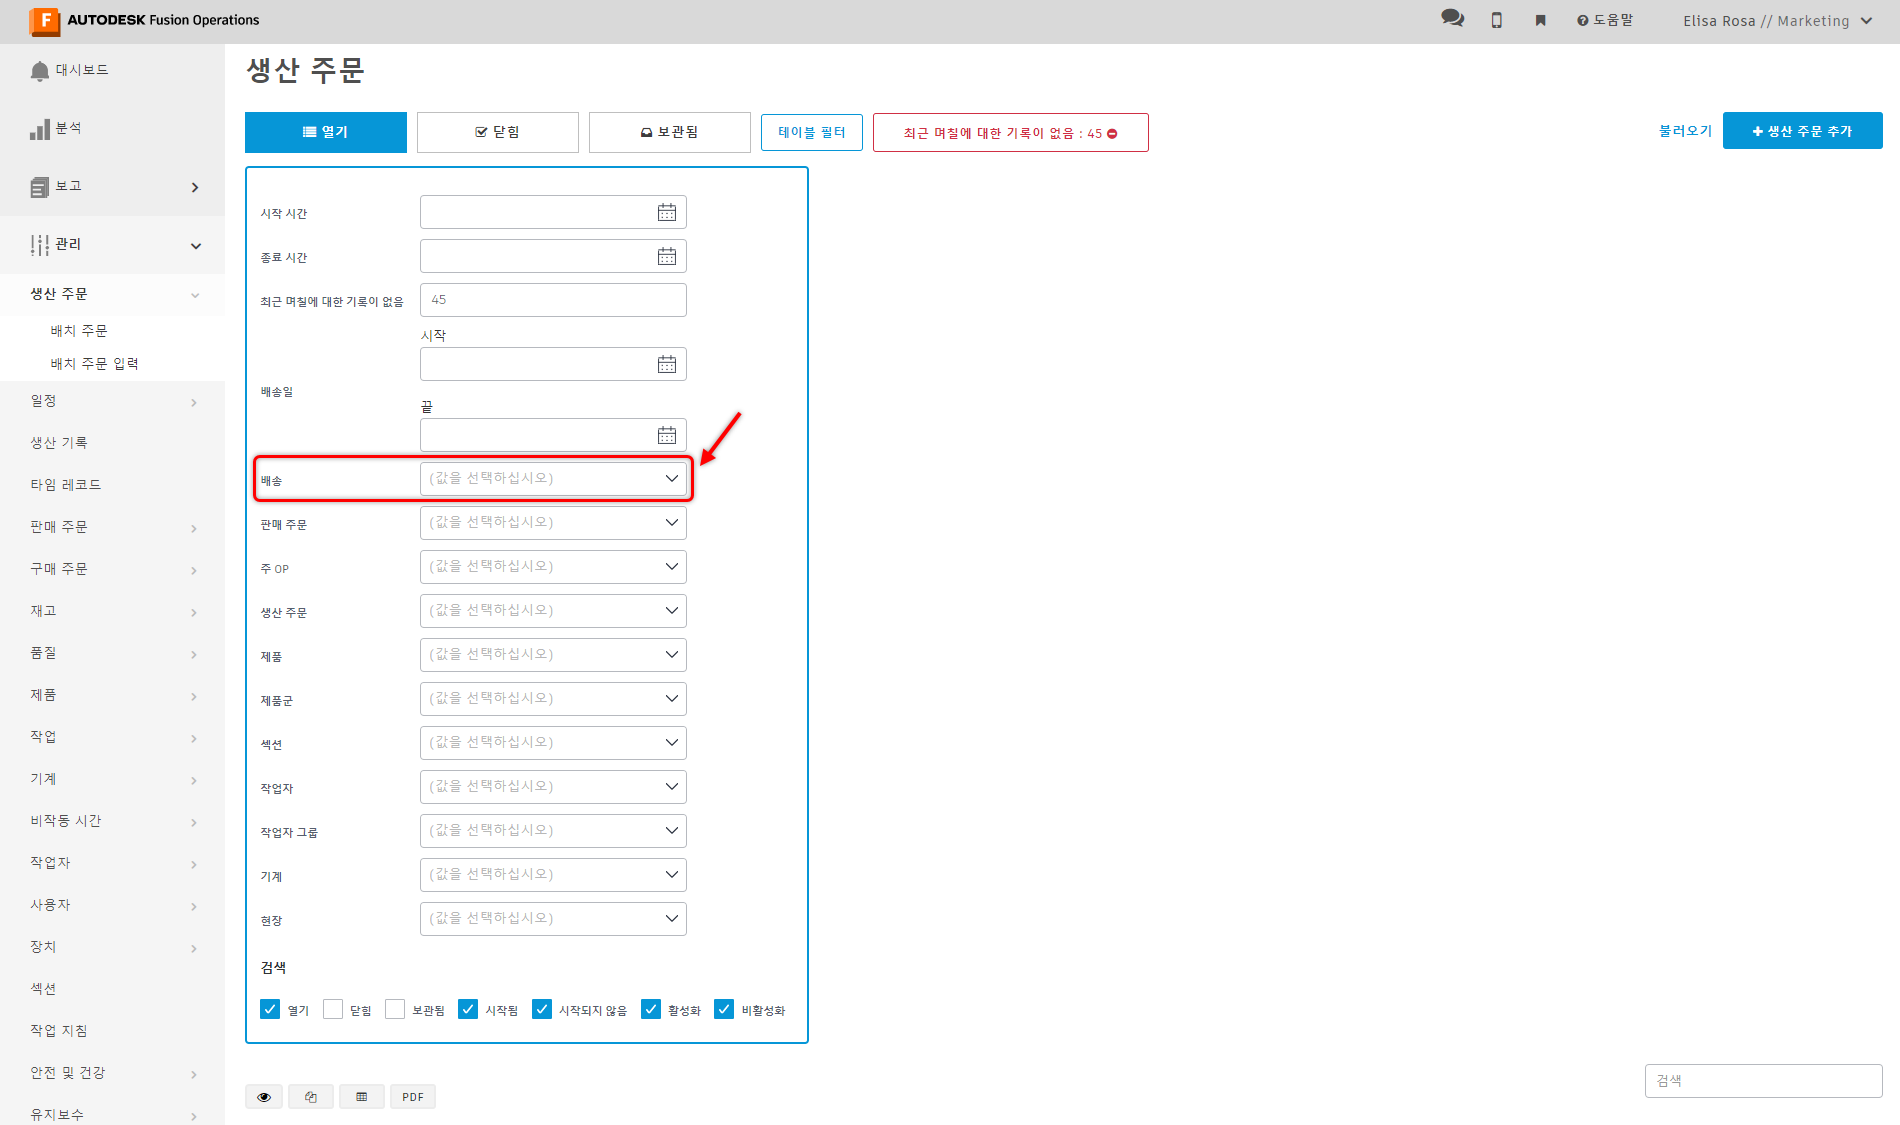 AUTODESK Fusion Operations
도움말
Elisa Rosa // Marketing
대시보드
분석
보고
관리
생산 주문
배치 주문
배치 주문 입력
일정
생산 기록
타임 레코드
판매 주문
구매 주문
재고
품질
제품
작업
기계
비작동 시간
작업자
사용자
장치
섹션
작업 지침
안전 및 건강
유지보수
생산 주문
열기
닫힘
보관됨
테이블 필터
최근 며칠에 대한 기록이 없음 : 45
불러오기
생산 주문 추가
시작 시간
종료 시간
최근 며칠에 대한 기록이 없음 45
배송일
시작
끝
배송 (값을 선택하십시오)
판매 주문 (값을 선택하십시오)
주 OP (값을 선택하십시오)
생산 주문 (값을 선택하십시오)
제품 (값을 선택하십시오)
제품군 (값을 선택하십시오)
섹션 (값을 선택하십시오)
작업자 (값을 선택하십시오)
작업자 그룹 (값을 선택하십시오)
기계 (값을 선택하십시오)
현장 (값을 선택하십시오)
검색
열기 닫힘 보관됨 시작됨 시작되지 않음 활성화 비활성화
PDF
검색